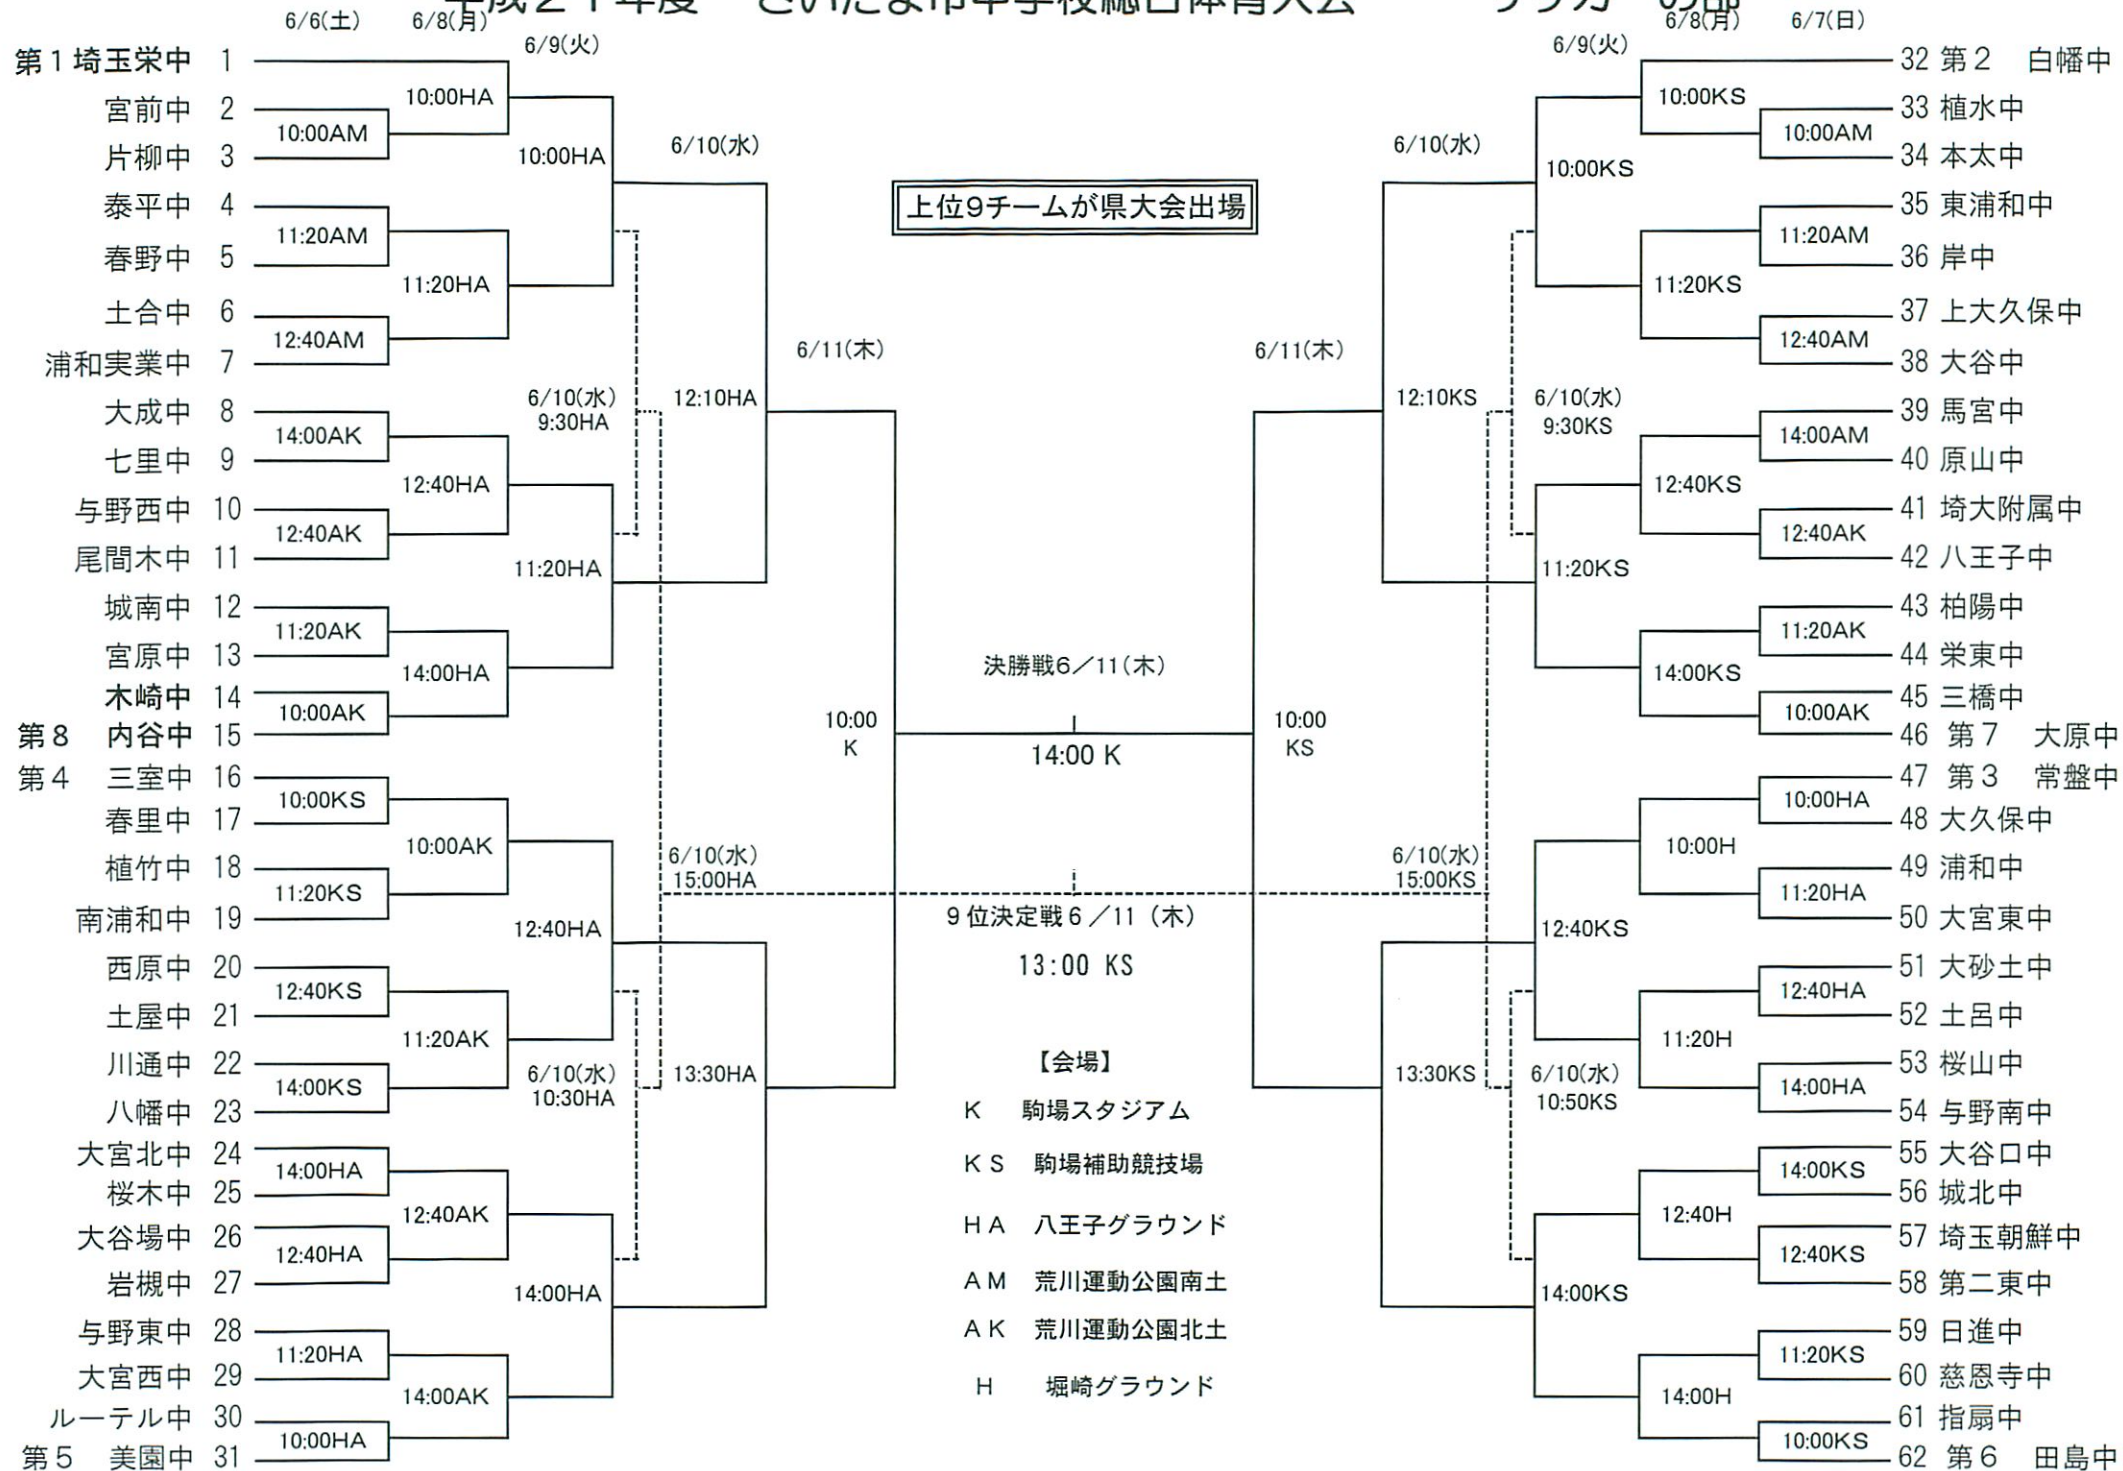 平成21年度 さいたま市中学校総合体育大会 サッカーの部
6/6(土) 6/8(月) 6/9(火)
6/9(火) 6/8(月) 6/7(日)
第1埼玉栄中 1
宮前中 2
片柳中 3
泰平中 4
春野中 5
土合中 6
浦和実業中 7
大成中 8
七里中 9
与野西中 10
尾間木中 11
城南中 12
宮原中 13
木崎中 14
第8 内谷中 15
第4 三室中 16
春里中 17
植竹中 18
南浦和中 19
西原中 20
土屋中 21
川通中 22
八幡中 23
大宮北中 24
桜木中 25
大谷場中 26
岩槻中 27
与野東中 28
大宮西中 29
ルーテル中 30
第5 美園中 31
10:00AM
11:20AM
12:40AM
14:00AK
12:40AK
11:20AK
10:00AK
10:00KS
11:20KS
12:40KS
14:00KS
14:00HA
12:40HA
11:20HA
10:00HA
10:00HA
11:20HA
12:40HA
14:00HA
10:00AK
11:20AK
12:40AK
14:00AK
10:00HA
11:20HA
12:40HA
14:00HA
6/10(水)
9:30HA
6/10(水)
10:30HA
6/10(水)
12:10HA
13:30HA
6/10(水)
15:00HA
6/11(木)
10:00
K
上位9チームが県大会出場
決勝戦6/11(木)
14:00 K
9位決定戦6/11(木)
13:00 KS
【会場】
K 駒場スタジアム
KS 駒場補助競技場
HA 八王子グラウンド
AM 荒川運動公園南土
AK 荒川運動公園北土
H 堀崎グラウンド
6/11(木)
10:00
KS
6/10(水)
12:10KS
13:30KS
6/10(水)
15:00KS
6/10(水)
9:30KS
6/10(水)
10:50KS
10:00KS
11:20KS
12:40KS
14:00KS
10:00KS
11:20KS
12:40KS
14:00KS
10:00H
11:20H
12:40H
14:00H
10:00AM
11:20AM
12:40AM
14:00AM
12:40AK
11:20AK
10:00AK
10:00HA
11:20HA
12:40HA
14:00HA
14:00KS
12:40KS
11:20KS
10:00KS
32 第2 白幡中
33 植水中
34 本太中
35 東浦和中
36 岸中
37 上大久保中
38 大谷中
39 馬宮中
40 原山中
41 埼大附属中
42 八王子中
43 柏陽中
44 栄東中
45 三橋中
46 第7 大原中
47 第3 常盤中
48 大久保中
49 浦和中
50 大宮東中
51 大砂土中
52 土呂中
53 桜山中
54 与野南中
55 大谷口中
56 城北中
57 埼玉朝鮮中
58 第二東中
59 日進中
60 慈恩寺中
61 指扇中
62 第6 田島中